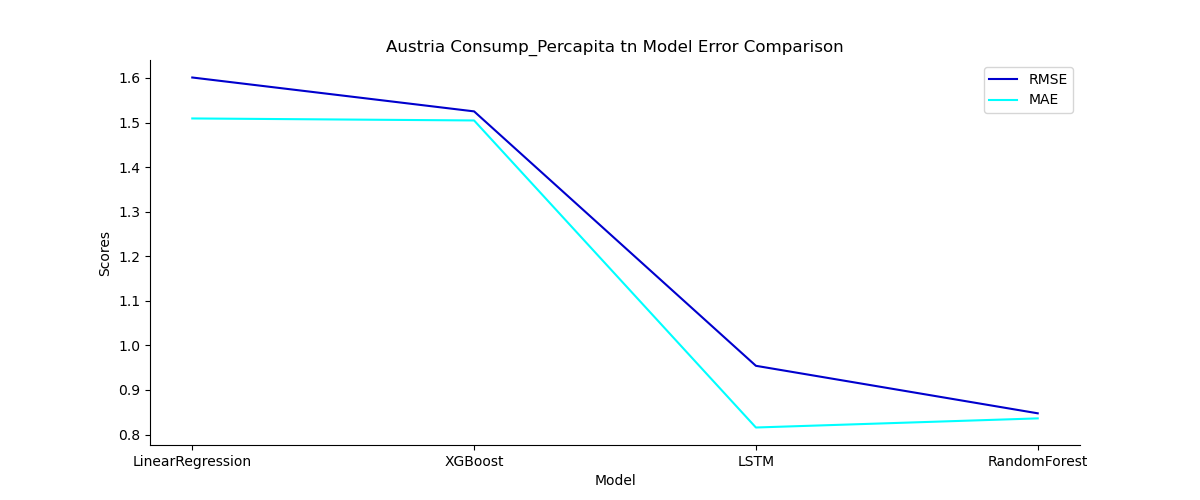 Austria Consump_Percapita tn Model Error Comparison
RMSE
MAE
Scores
1.6
1.5
1.4
1.3
1.2
1.1
1.0
0.9
0.8
LinearRegression XGBoost LSTM RandomForest
Model